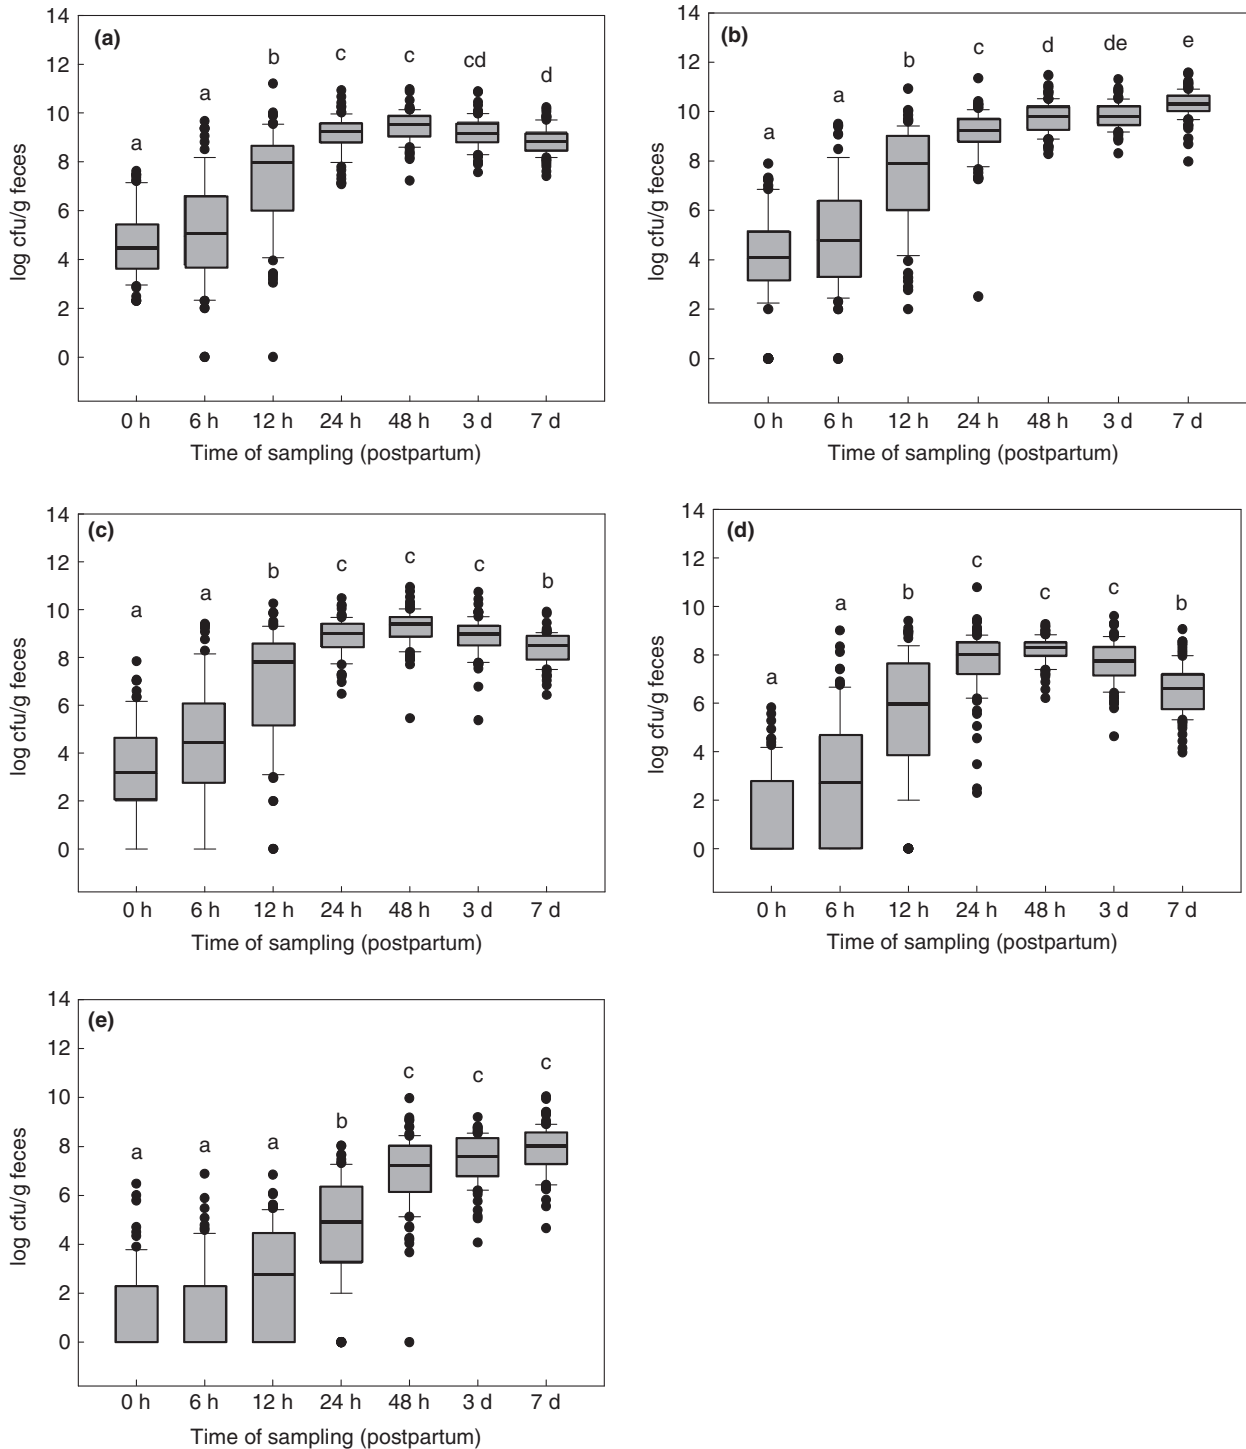 (a)
14
12
10
8
6
4
2
0
log cfu/g feces
a a b c c cd d
0 h 6 h 12 h 24 h 48 h 3 d 7 d
Time of sampling (postpartum)
(b)
14
12
10
8
6
4
2
0
log cfu/g feces
a a b c d de e
0 h 6 h 12 h 24 h 48 h 3 d 7 d
Time of sampling (postpartum)
(c)
14
12
10
8
6
4
2
0
log cfu/g feces
a a b c c c b
0 h 6 h 12 h 24 h 48 h 3 d 7 d
Time of sampling (postpartum)
(d)
14
12
10
8
6
4
2
0
log cfu/g feces
a a b c c c b
0 h 6 h 12 h 24 h 48 h 3 d 7 d
Time of sampling (postpartum)
(e)
14
12
10
8
6
4
2
0
log cfu/g feces
a a a b c c c
0 h 6 h 12 h 24 h 48 h 3 d 7 d
Time of sampling (postpartum)